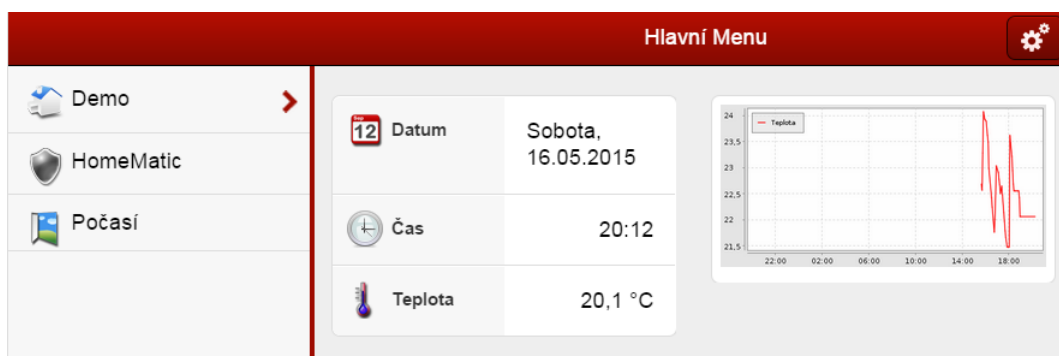 Hlavní Menu
Demo
HomeMatic
Počasí
Sep
12
Datum
Sobota,
16.05.2015
Čas
20:12
Teplota
20,1 °C
Teplota
24
23,5
23
22,5
22
21,5
22:00 02:00 06:00 10:00 14:00 18:00